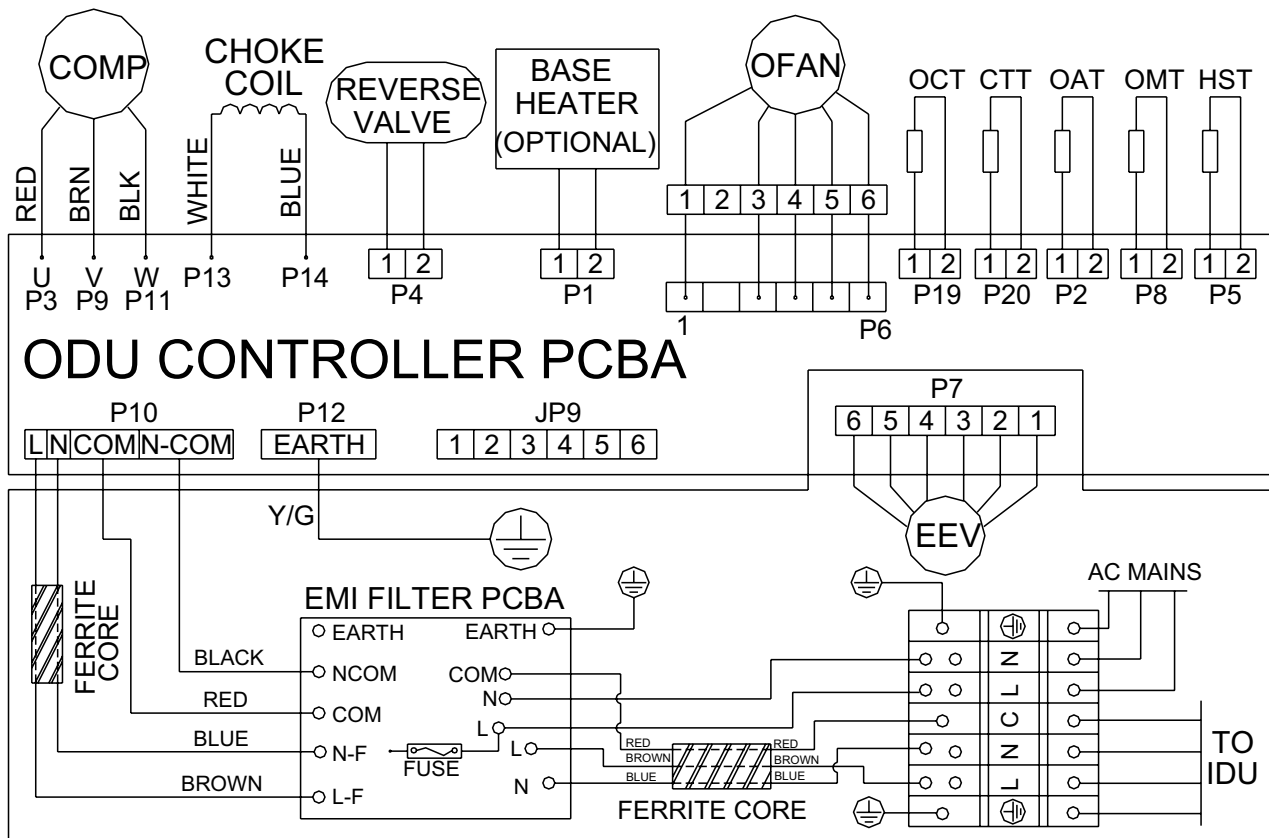 COMP
CHOKE
COIL
REVERSE
VALVE
BASE
HEATER
(OPTIONAL)
OFAN
OCT CTT OAT OMT HST
RED BRN BLK WHITE BLUE
1 2 3 4 5 6
U V W P13 P14
P3 P9 P11
1 2
P4
1 2
P1
1 P6
1 2 1 2 1 2 1 2 1 2
P19 P20 P2 P8 P5
ODU CONTROLLER PCBA
P10 P12 JP9 P7
L N COM N-COM
EARTH
1 2 3 4 5 6
6 5 4 3 2 1
Y/G
EEV
AC MAINS
FERRITE
CORE
EMI FILTER PCBA
EARTH EARTH
BLACK NCOM COM
N
RED COM
L
BLUE N-F L
FUSE
BROWN L-F N
RED RED
BROWN BROWN
BLUE BLUE
FERRITE CORE
N
L
C
N
L
TO
IDU